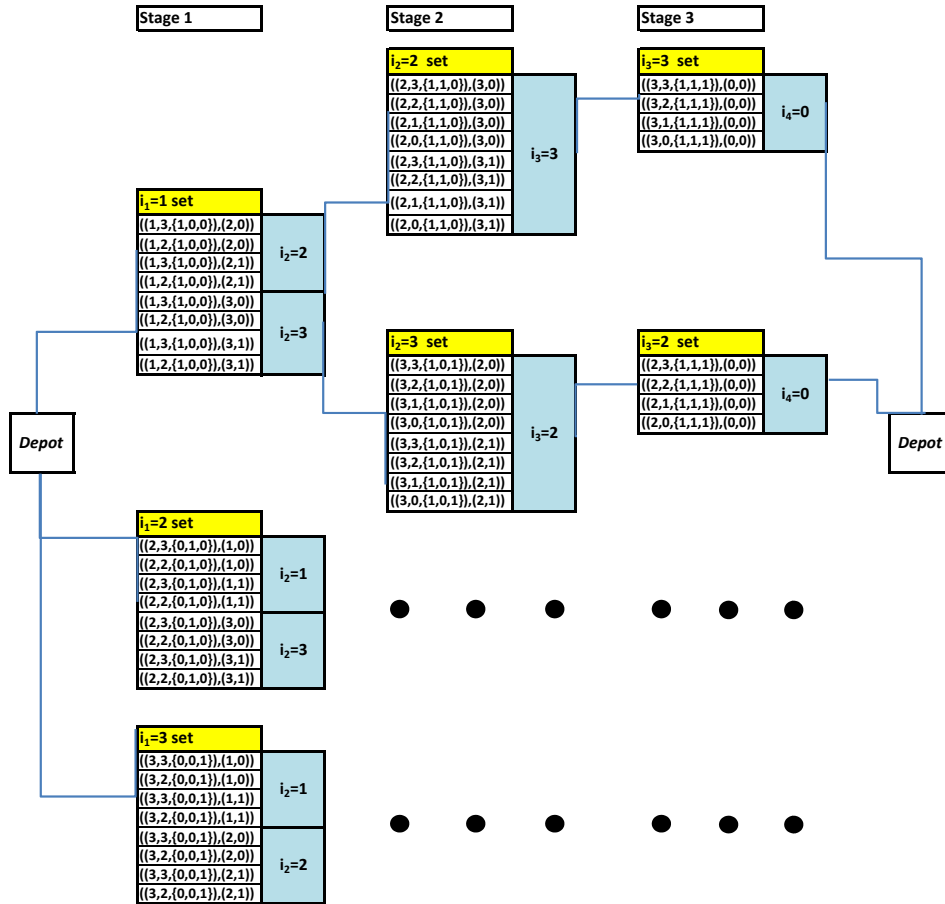 Stage 1
Stage 2
Stage 3
i₂=2 set
((2,3,{1,1,0}),(3,0))
((2,2,{1,1,0}),(3,0))
((2,1,{1,1,0}),(3,0))
((2,0,{1,1,0}),(3,0))
((2,3,{1,1,0}),(3,1))
((2,2,{1,1,0}),(3,1))
((2,1,{1,1,0}),(3,1))
((2,0,{1,1,0}),(3,1))
i₃=3
i₃=3 set
((3,3,{1,1,1}),(0,0))
((3,2,{1,1,1}),(0,0))
((3,1,{1,1,1}),(0,0))
((3,0,{1,1,1}),(0,0))
i₄=0
i₁=1 set
((1,3,{1,0,0}),(2,0))
((1,2,{1,0,0}),(2,0))
((1,3,{1,0,0}),(2,1))
((1,2,{1,0,0}),(2,1))
i₂=2
((1,3,{1,0,0}),(3,0))
((1,2,{1,0,0}),(3,0))
((1,3,{1,0,0}),(3,1))
((1,2,{1,0,0}),(3,1))
i₂=3
i₂=3 set
((3,3,{1,0,1}),(2,0))
((3,2,{1,0,1}),(2,0))
((3,1,{1,0,1}),(2,0))
((3,0,{1,0,1}),(2,0))
((3,3,{1,0,1}),(2,1))
((3,2,{1,0,1}),(2,1))
((3,1,{1,0,1}),(2,1))
((3,0,{1,0,1}),(2,1))
i₃=2
i₃=2 set
((2,3,{1,1,1}),(0,0))
((2,2,{1,1,1}),(0,0))
((2,1,{1,1,1}),(0,0))
((2,0,{1,1,1}),(0,0))
i₄=0
Depot
Depot
i₁=2 set
((2,3,{0,1,0}),(1,0))
((2,2,{0,1,0}),(1,0))
((2,3,{0,1,0}),(1,1))
((2,2,{0,1,0}),(1,1))
i₂=1
((2,3,{0,1,0}),(3,0))
((2,2,{0,1,0}),(3,0))
((2,3,{0,1,0}),(3,1))
((2,2,{0,1,0}),(3,1))
i₂=3
i₁=3 set
((3,3,{0,0,1}),(1,0))
((3,2,{0,0,1}),(1,0))
((3,3,{0,0,1}),(1,1))
((3,2,{0,0,1}),(1,1))
i₂=1
((3,3,{0,0,1}),(2,0))
((3,2,{0,0,1}),(2,0))
((3,3,{0,0,1}),(2,1))
((3,2,{0,0,1}),(2,1))
i₂=2